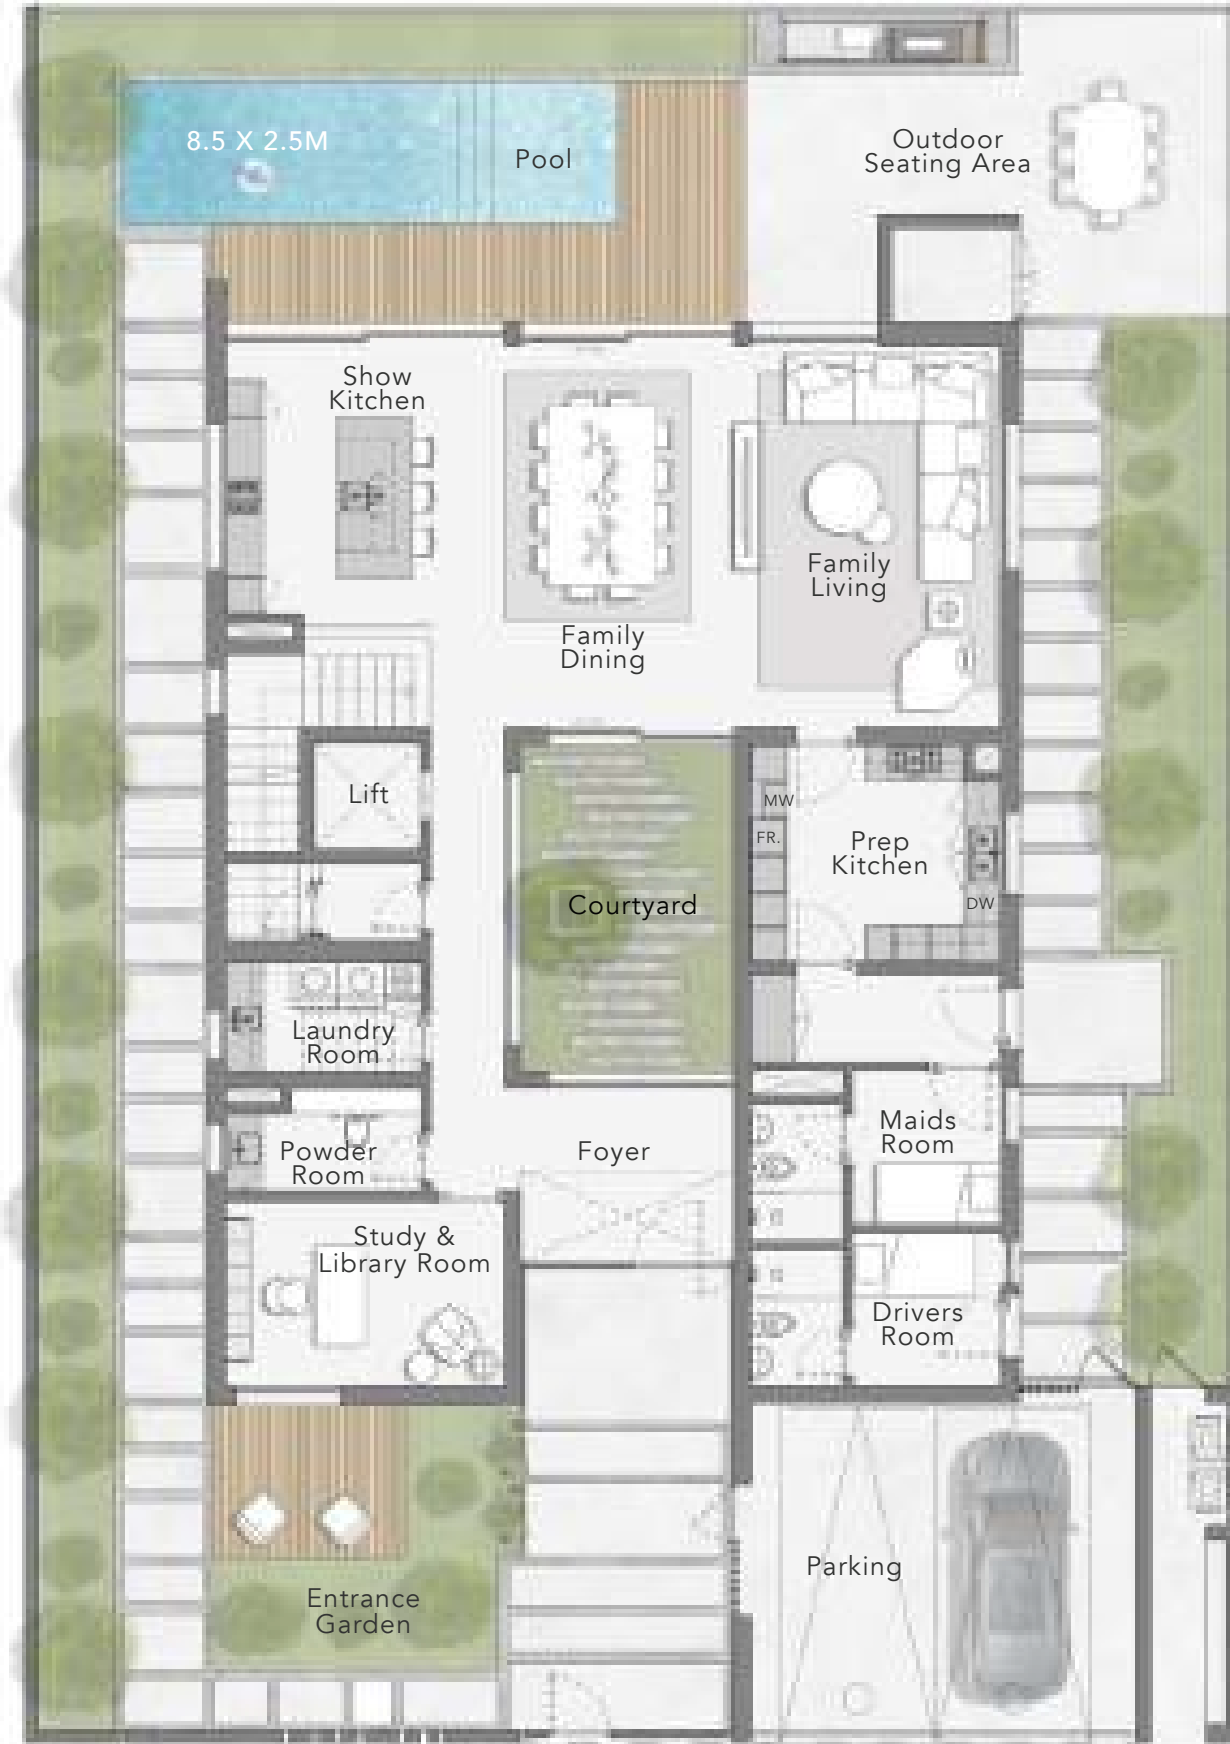 8.5 X 2.5M
Pool
Outdoor
Seating Area
Show
Kitchen
Family
Living
Family
Dining
Lift
MW
FR.
Prep
Kitchen
DW
Courtyard
Laundry
Room
Maids
Room
Powder
Room
Foyer
Study &
Library Room
Drivers
Room
Parking
Entrance
Garden